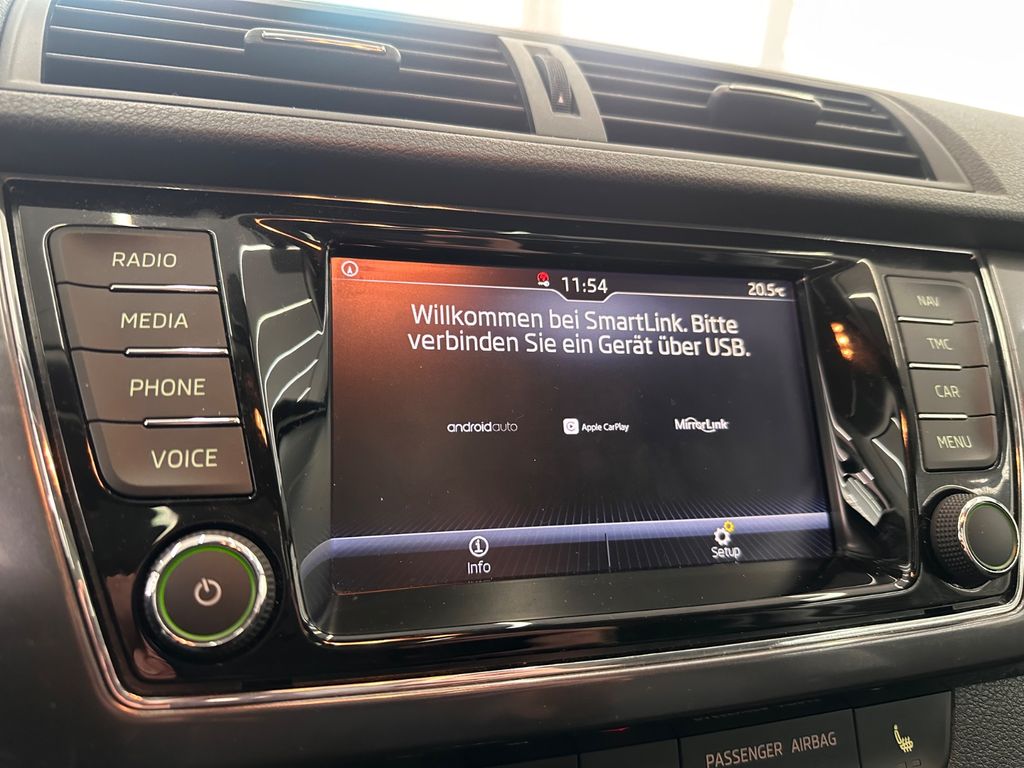 RADIO
MEDIA
PHONE
VOICE
11:54
20.5°C
Willkommen bei SmartLink. Bitte
verbinden Sie ein Gerät über USB.
androidauto
Apple CarPlay
MirrorLink
Info
Setup
NAV
TMC
CAR
MENU
PASSENGER AIRBAG